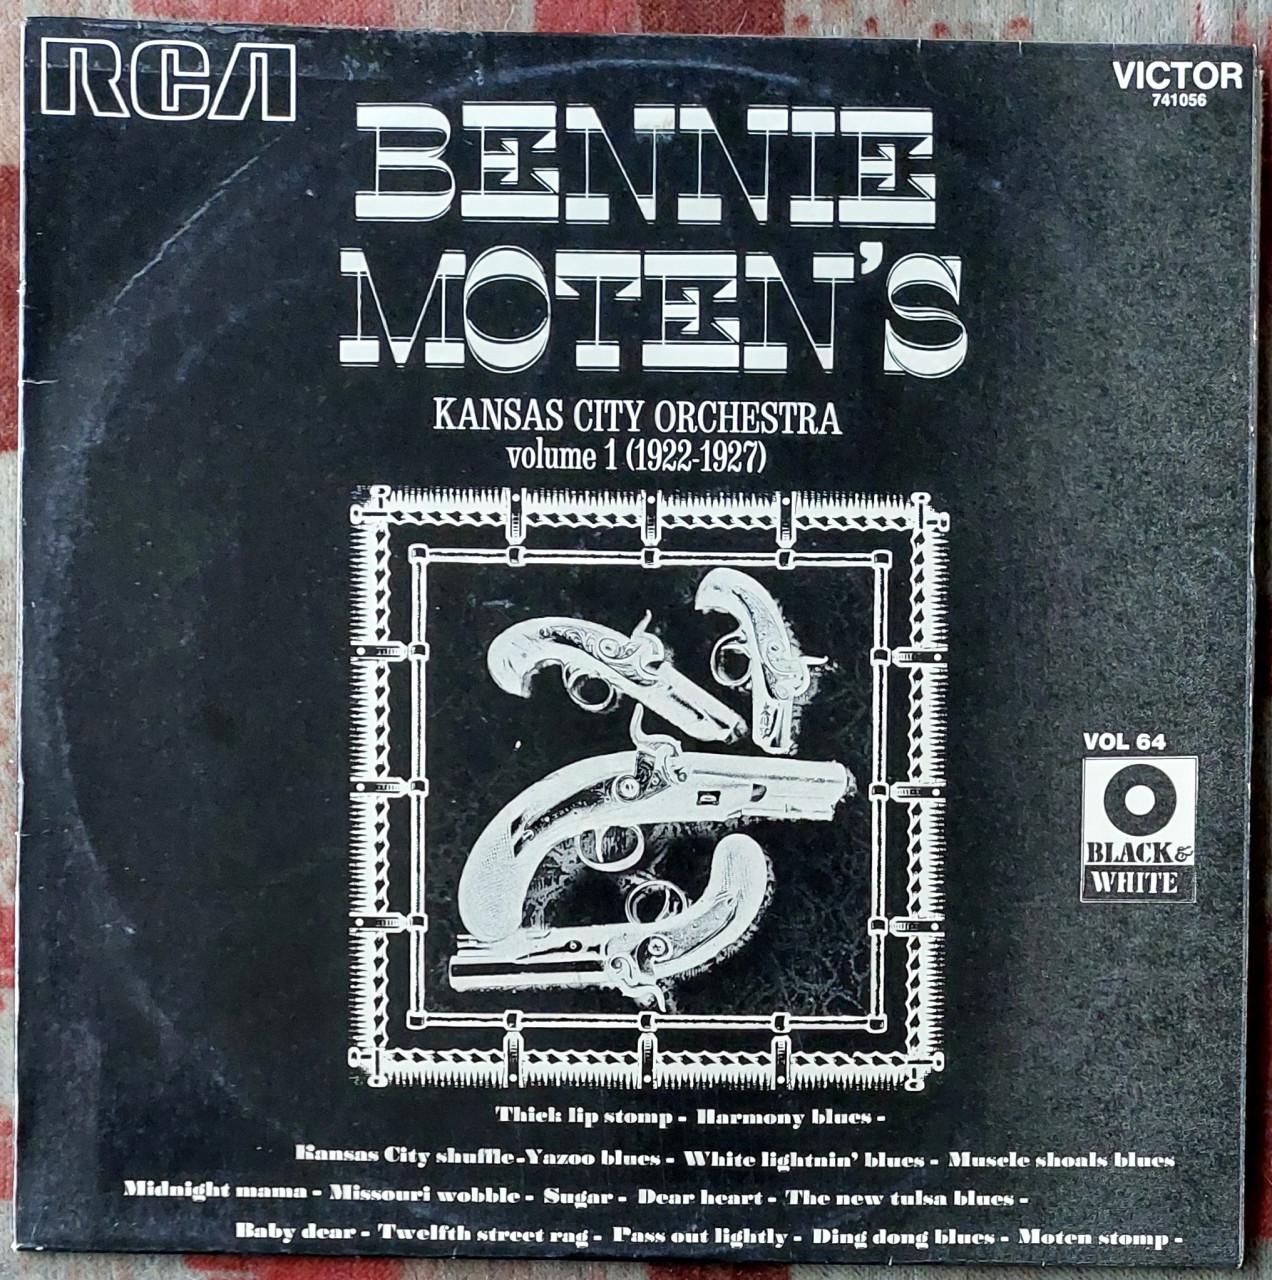 RCA
VICTOR
741056
BENNIE
MOTEN'S
KANSAS CITY ORCHESTRA
volume 1 (1922-1927)
VOL 64
BLACK &
WHITE
Thick lip stomp - Harmony blues -
Kansas City shuffle-Yazoo blues - White lightnin' blues - Muscle shoals blues
Midnight mama - Missouri wobble - Sugar - Dear heart - The new tulsa blues -
Baby dear - Twelfth street rag - Pass out lightly - Ding dong blues - Moten stomp -